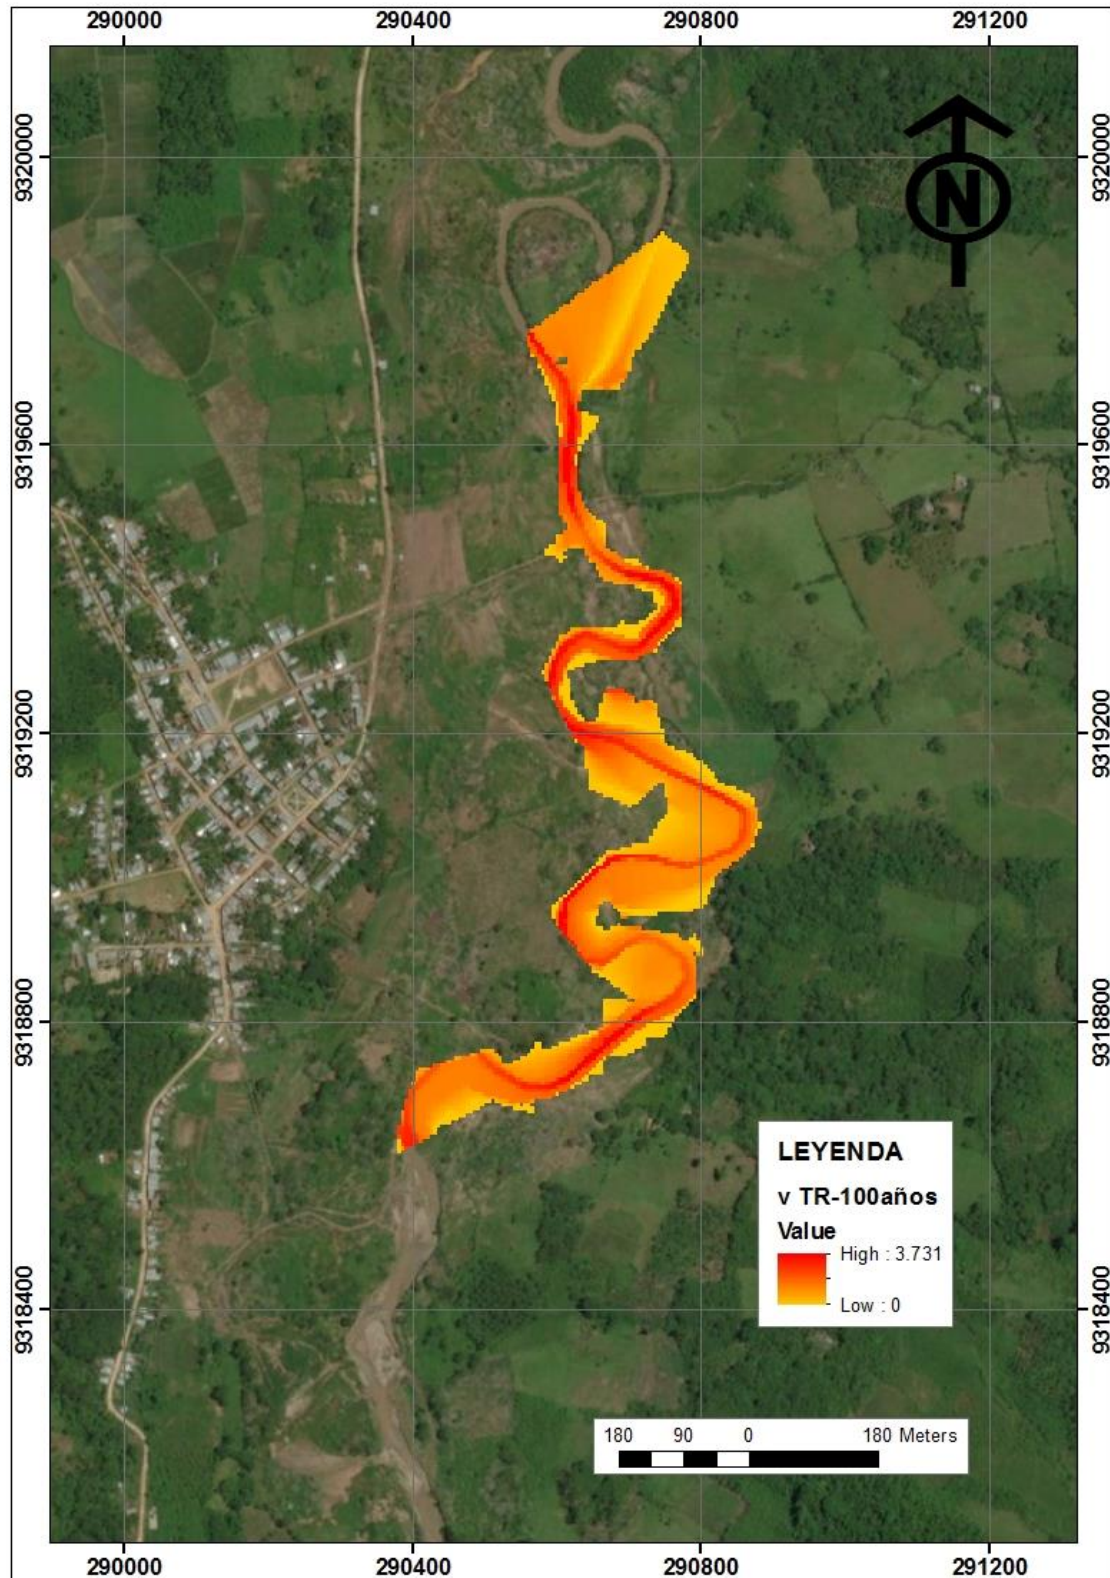 290000 290400 290800 291200
9320000 9320000
N
9319600 9319600
9319200 9319200
9318800 9318800
LEYENDA
v TR-100años
Value
High : 3.731
Low : 0
9318400 9318400
180 90 0 180 Meters
290000 290400 290800 291200